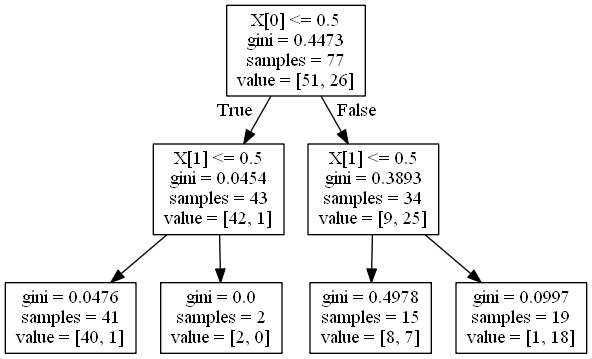 X[0] <= 0.5
gini = 0.4473
samples = 77
value = [51, 26]
True
False
X[1] <= 0.5
gini = 0.0454
samples = 43
value = [42, 1]
X[1] <= 0.5
gini = 0.3893
samples = 34
value = [9, 25]
gini = 0.0476
samples = 41
value = [40, 1]
gini = 0.0
samples = 2
value = [2, 0]
gini = 0.4978
samples = 15
value = [8, 7]
gini = 0.0997
samples = 19
value = [1, 18]